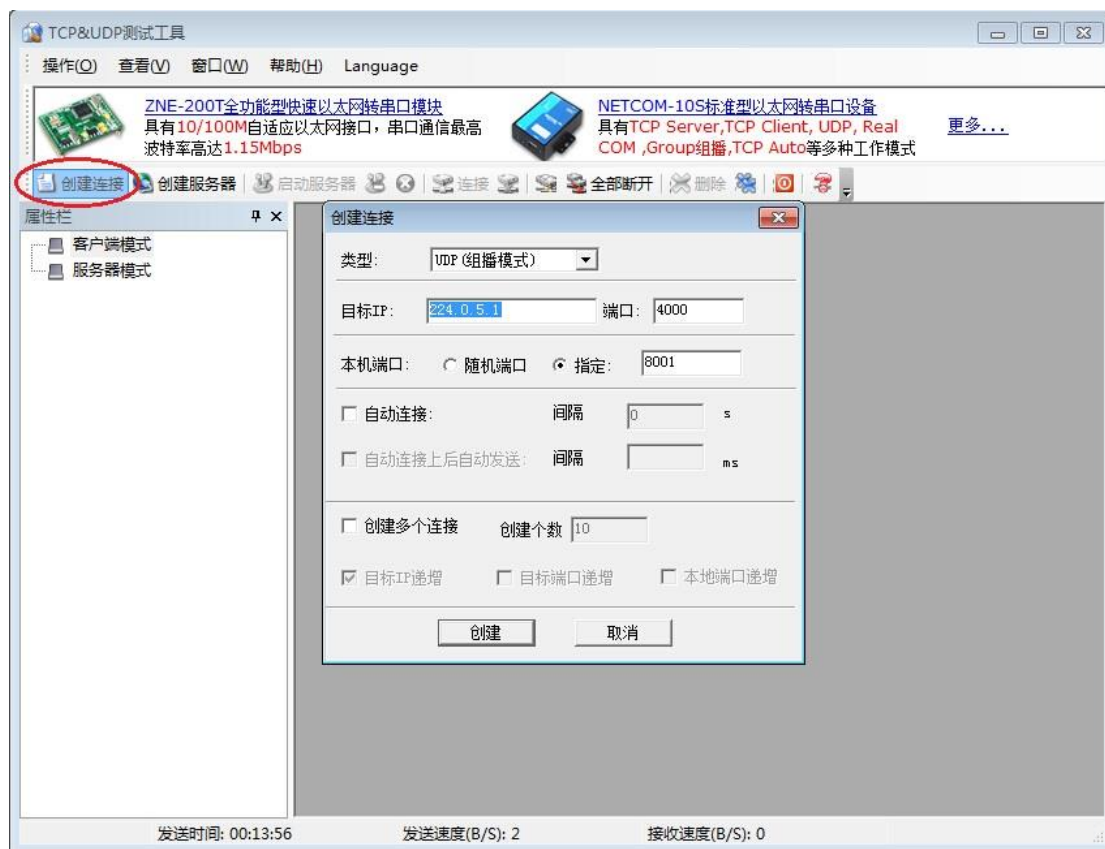 TCP&UDP测试工具
操作(O) 查看(V) 窗口(W) 帮助(H) Language
ZNE-200T全功能型快速以太网转串口模块
具有10/100M自适应以太网接口，串口通信最高
波特率高达1.15Mbps
NETCOM-10S标准型以太网转串口设备
具有TCP Server,TCP Client, UDP, Real
COM ,Group组播,TCP Auto等多种工作模式
更多...
创建连接 创建服务器 启动服务器 连接 全部断开 删除
属性栏
客户端模式
服务器模式
创建连接
类型: UDP(组播模式)
目标IP: 224.0.5.1 端口: 4000
本机端口: 随机端口 指定: 8001
自动连接: 间隔 0 s
自动连接上后自动发送: 间隔 ms
创建多个连接 创建个数 10
目标IP递增 目标端口递增 本地端口递增
创建 取消
发送时间: 00:13:56 发送速度(B/S): 2 接收速度(B/S): 0